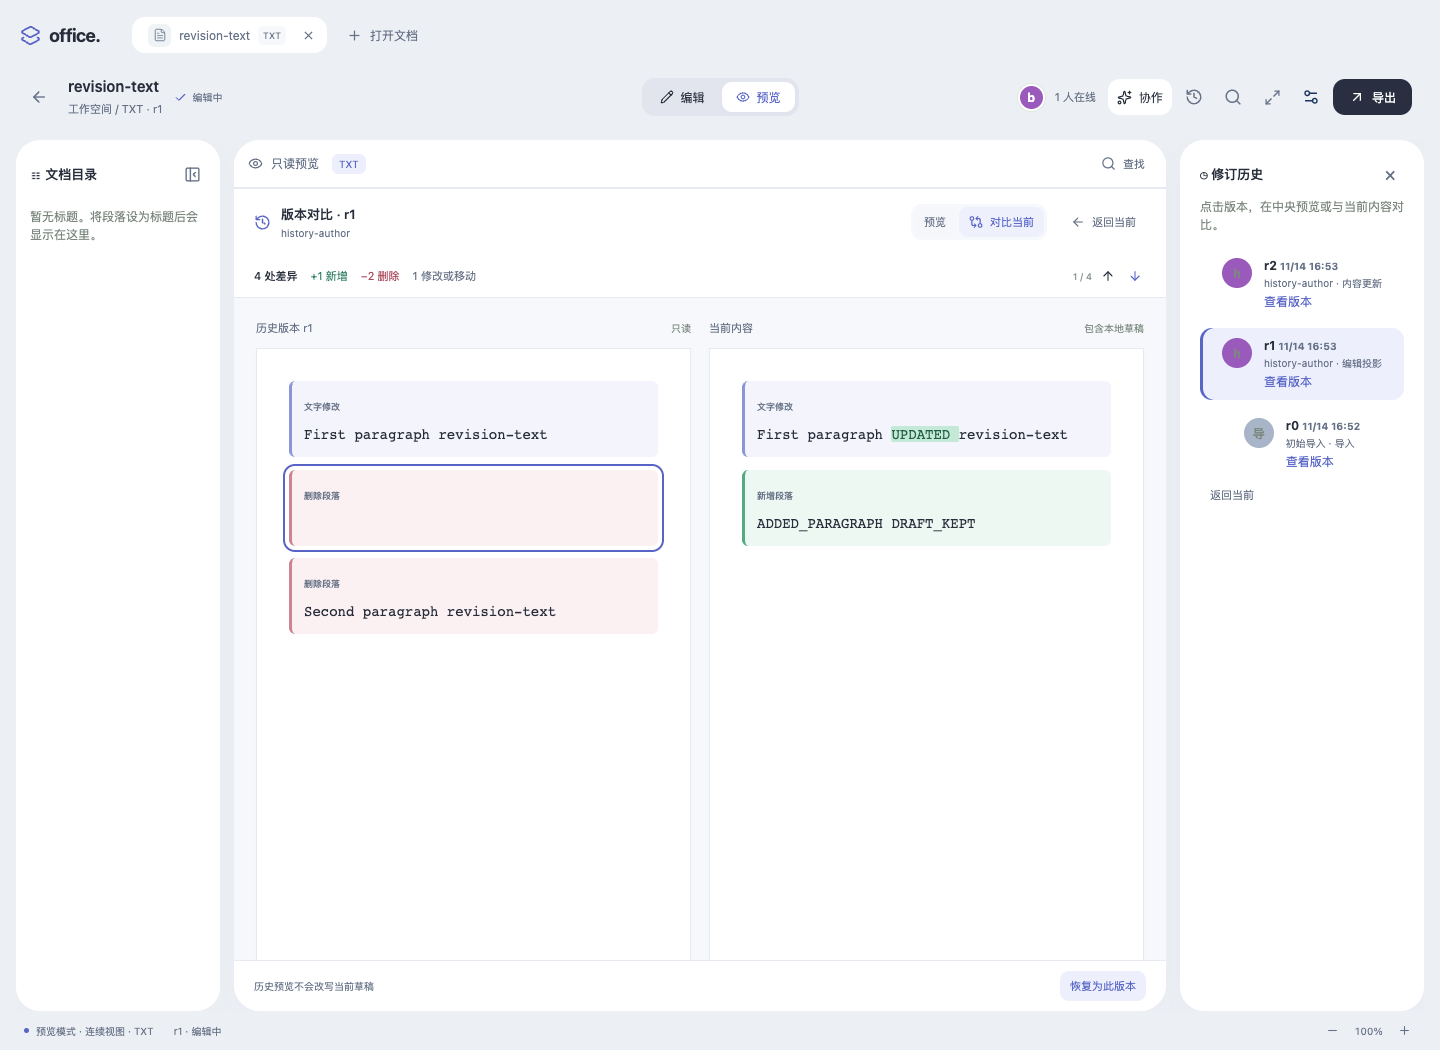 office.
revision-text TXT
打开文档
revision-text
工作空间 / TXT · r1
编辑中
编辑
预览
b
1 人在线
协作
导出
文档目录
暂无标题。将段落设为标题后会
显示在这里。
只读预览 TXT
查找
版本对比 · r1
history-author
预览
对比当前
返回当前
4 处差异 +1 新增 −2 删除 1 修改或移动
1 / 4
历史版本 r1
只读
当前内容
包含本地草稿
文字修改
First paragraph revision-text
删除段落
删除段落
Second paragraph revision-text
文字修改
First paragraph UPDATED revision-text
新增段落
ADDED_PARAGRAPH DRAFT_KEPT
历史预览不会改写当前草稿
恢复为此版本
修订历史
点击版本，在中央预览或与当前内容对
比。
h
r2 11/14 16:53
history-author · 内容更新
查看版本
h
r1 11/14 16:53
history-author · 编辑投影
查看版本
导
r0 11/14 16:52
初始导入 · 导入
查看版本
返回当前
预览模式 · 连续视图 · TXT
r1 · 编辑中
100%